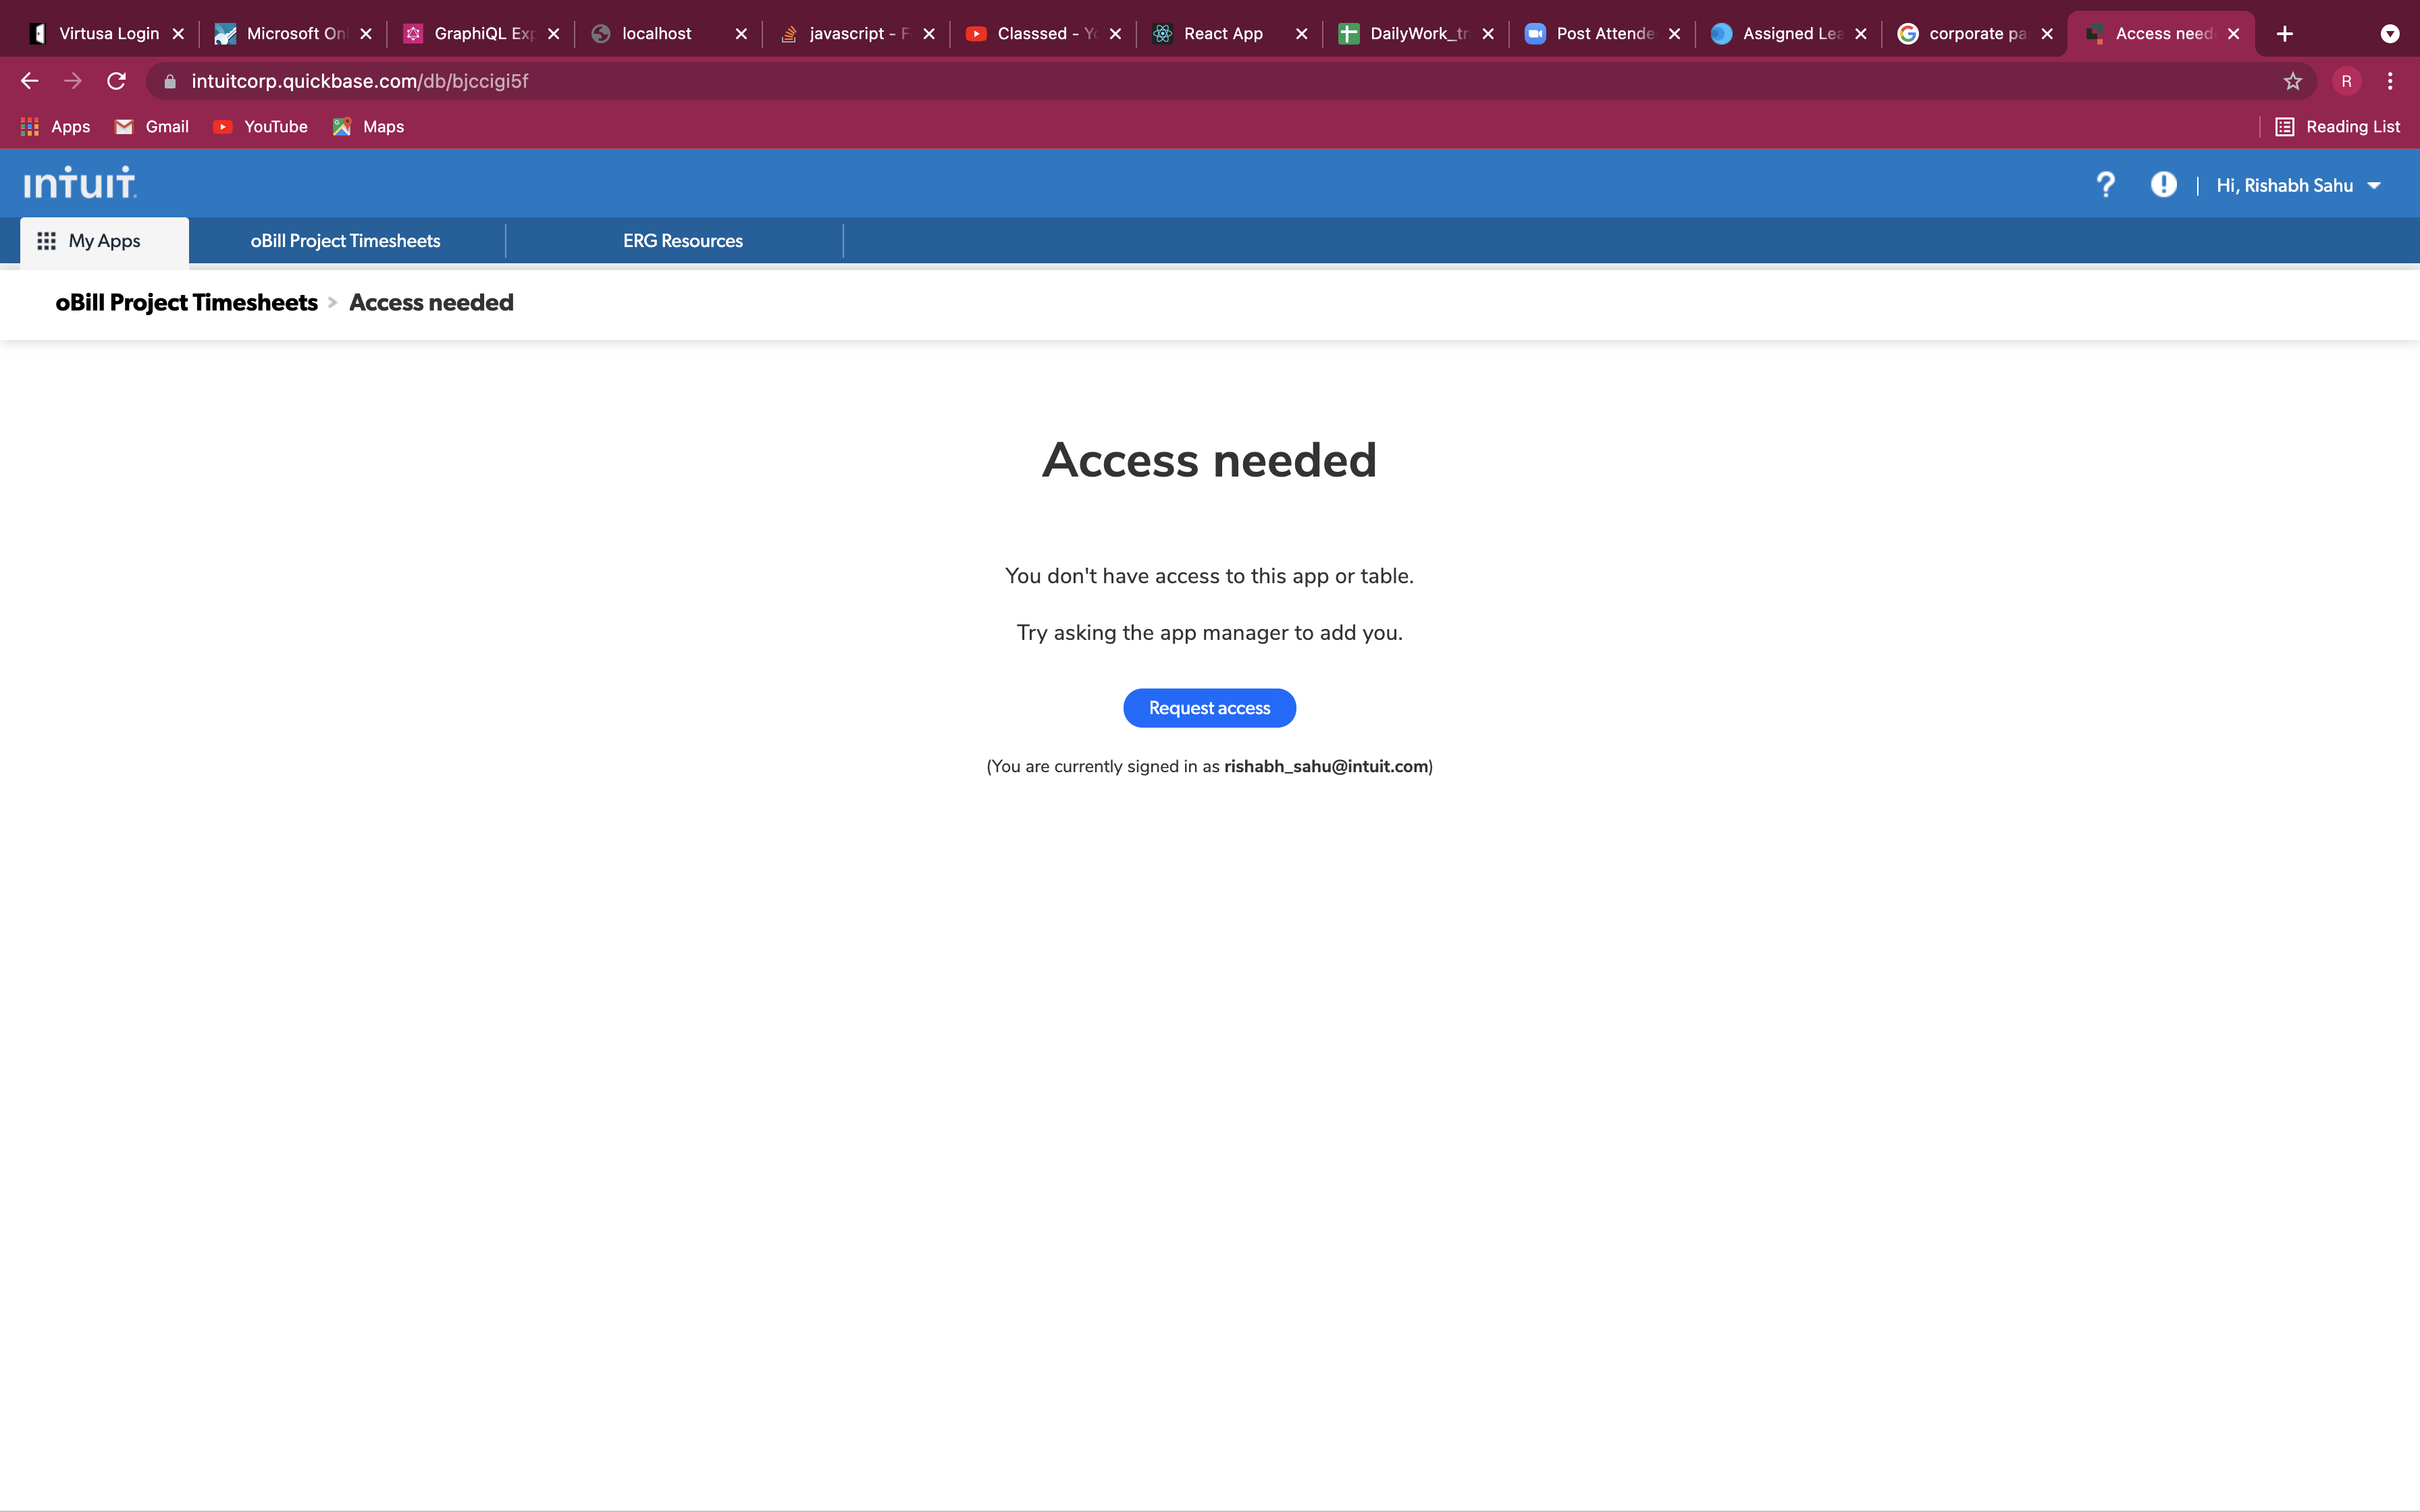 Virtusa Login
Microsoft Onl
GraphiQL Exp
localhost
javascript - F
Classsed - Yo
React App
DailyWork_tr
Post Attende
Assigned Lea
corporate pa
Access need
intuitcorp.quickbase.com/db/bjccigi5f
R
Apps
Gmail
YouTube
Maps
Reading List
intuit
Hi, Rishabh Sahu
My Apps
oBill Project Timesheets
ERG Resources
oBill Project Timesheets > Access needed
Access needed
You don't have access to this app or table.
Try asking the app manager to add you.
Request access
(You are currently signed in as rishabh_sahu@intuit.com)